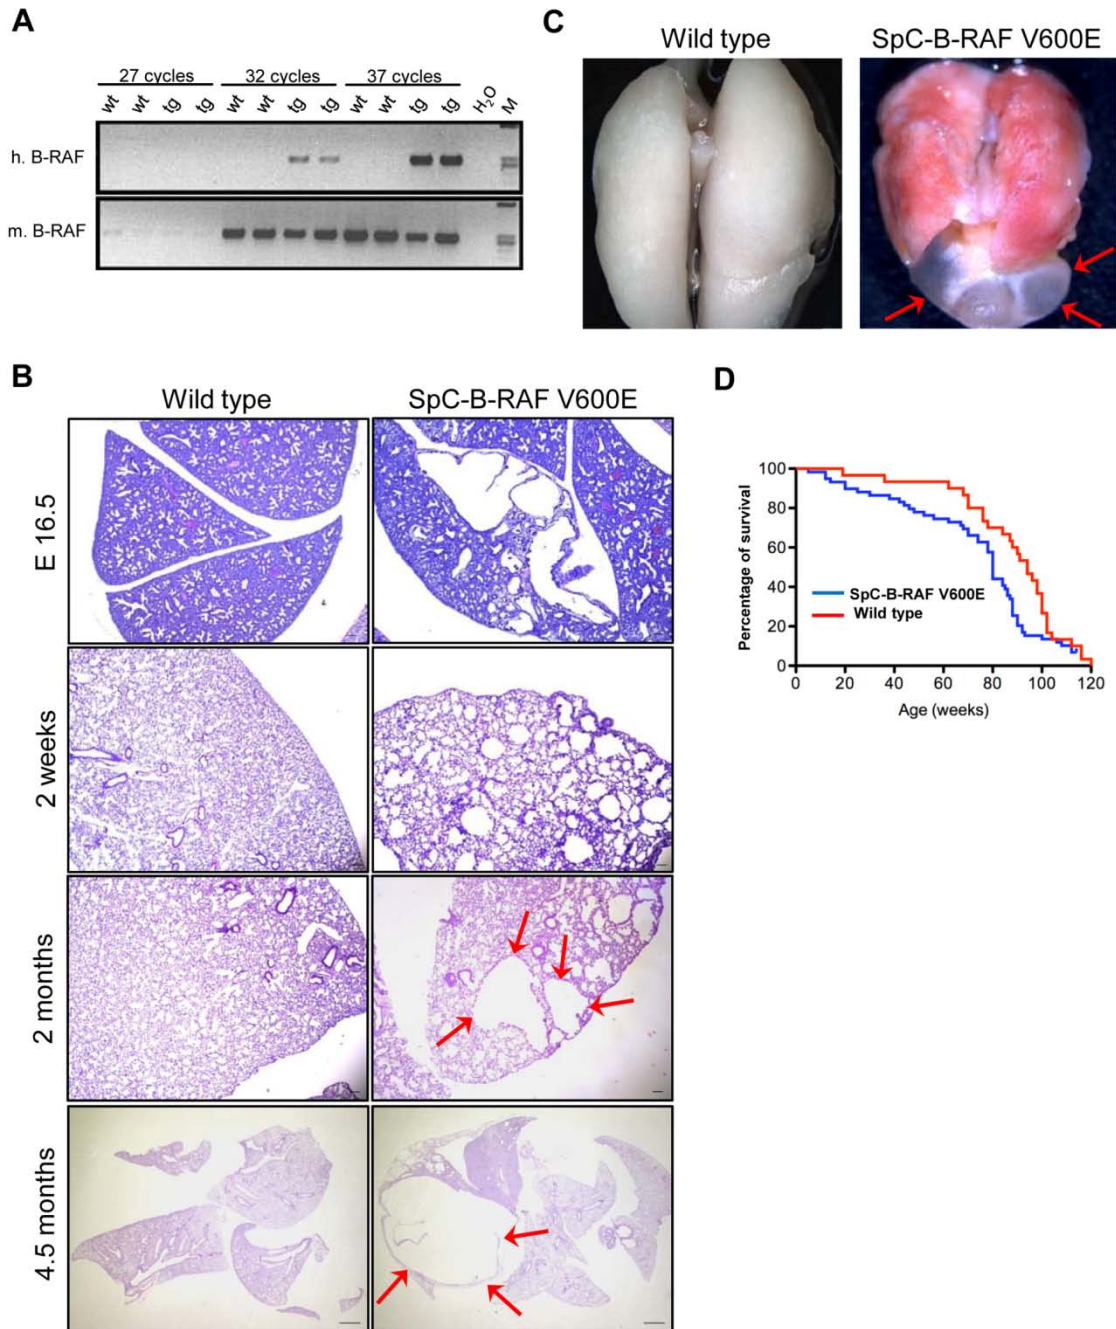 A
27 cycles 32 cycles 37 cycles
wt wt tg tg wt wt tg tg wt wt tg tg H₂O M
h. B-RAF
m. B-RAF
B
Wild type SpC-B-RAF V600E
E 16.5
2 weeks
2 months
4.5 months
C
Wild type SpC-B-RAF V600E
D
Percentage of survival
100
80
60
40
20
0
SpC-B-RAF V600E
Wild type
0 20 40 60 80 100 120
Age (weeks)